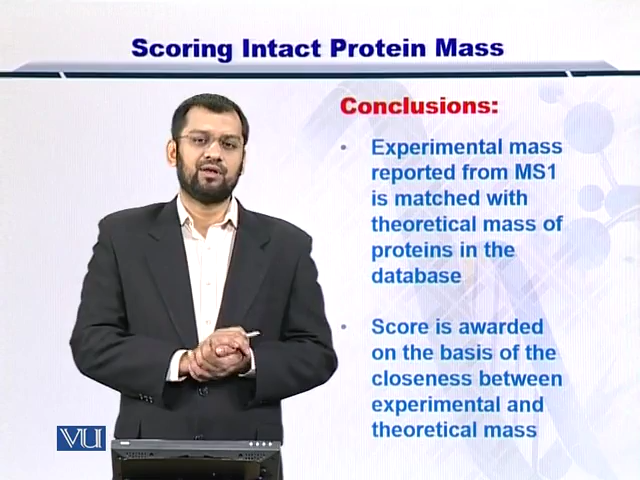 Scoring Intact Protein Mass
Conclusions:
• Experimental mass
reported from MS1
is matched with
theoretical mass of
proteins in the
database
• Score is awarded
on the basis of the
closeness between
experimental and
theoretical mass
VU